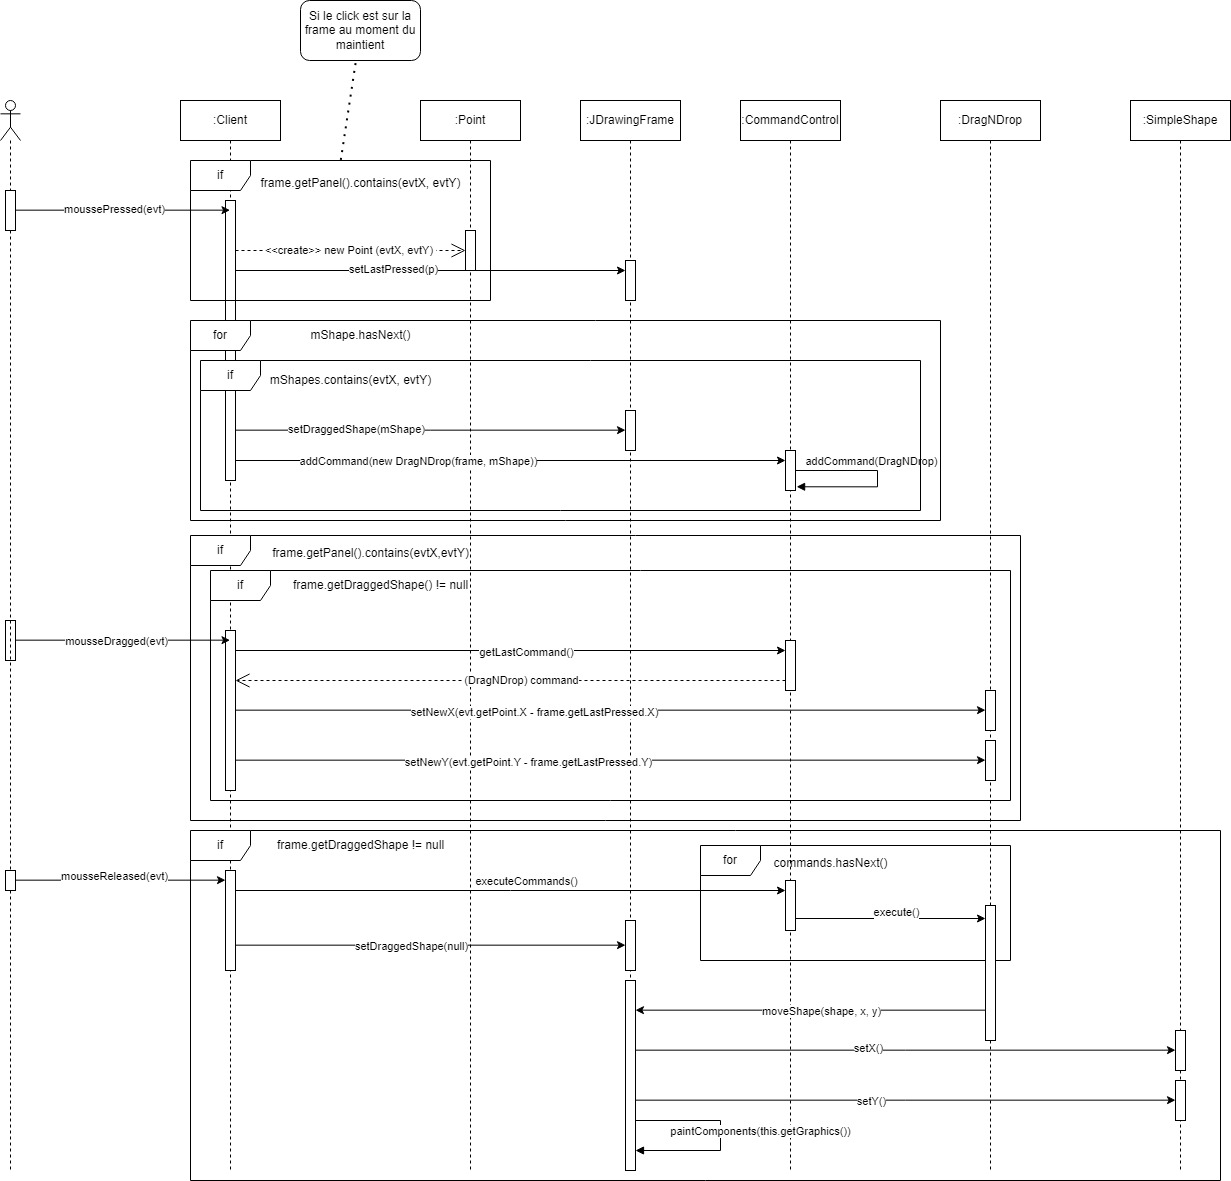 Si le click est sur la
frame au moment du
maintient
:Client
:Point
:JDrawingFrame
:CommandControl
:DragNDrop
:SimpleShape
if
frame.getPanel().contains(evtX, evtY)
moussePressed(evt)
<<create>> new Point (evtX, evtY)
setLastPressed(p)
for
mShape.hasNext()
if
mShapes.contains(evtX, evtY)
setDraggedShape(mShape)
addCommand(new DragNDrop(frame, mShape))
addCommand(DragNDrop)
if
frame.getPanel().contains(evtX,evtY)
if
frame.getDraggedShape() != null
mousseDragged(evt)
getLastCommand()
(DragNDrop) command
setNewX(evt.getPoint.X - frame.getLastPressed.X)
setNewY(evt.getPoint.Y - frame.getLastPressed.Y)
if
frame.getDraggedShape != null
for
commands.hasNext()
mousseReleased(evt)
executeCommands()
execute()
setDraggedShape(null)
moveShape(shape, x, y)
setX()
setY()
paintComponents(this.getGraphics())